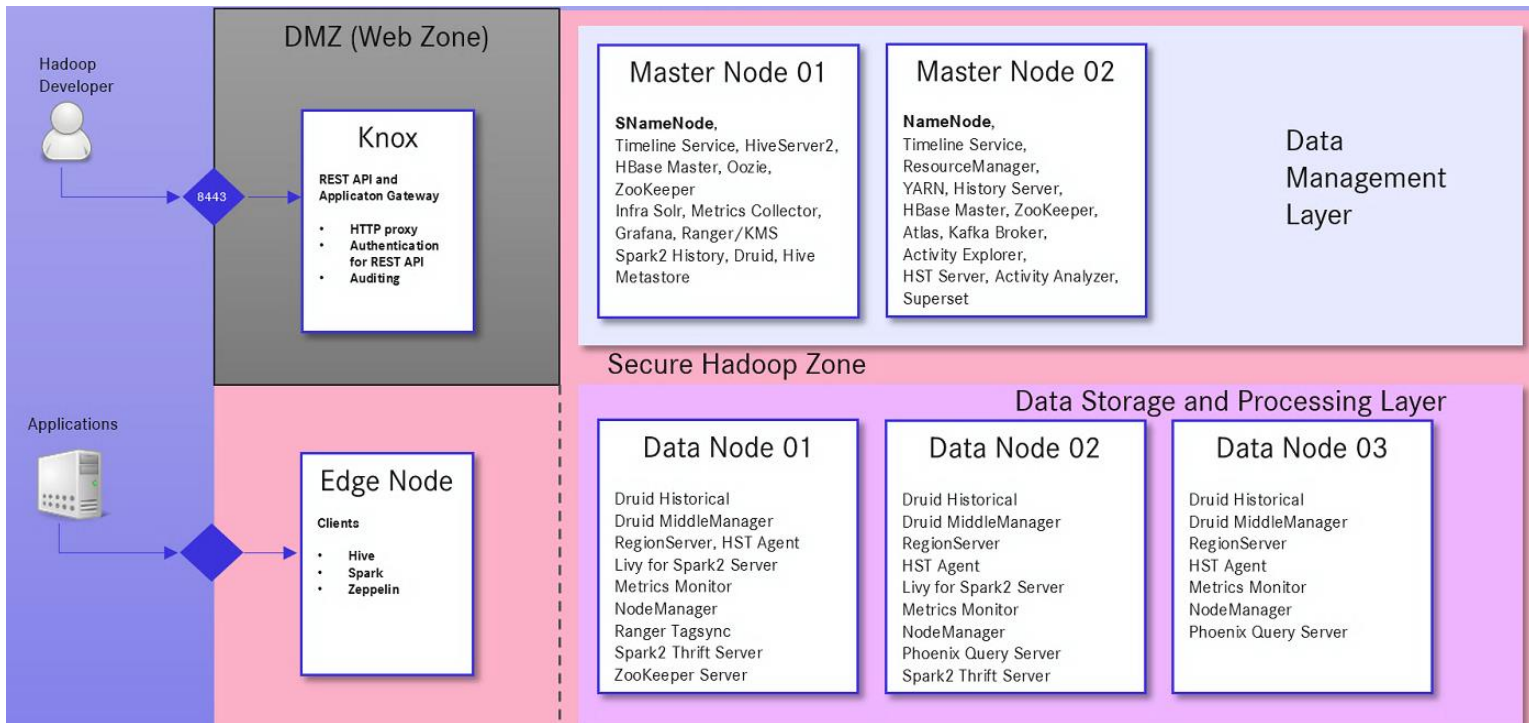 Hadoop
Developer
DMZ (Web Zone)
8443
Knox
REST API and
Applicaton Gateway
• HTTP proxy
• Authentication
for REST API
• Auditing
Master Node 01
SNameNode,
Timeline Service, HiveServer2,
HBase Master, Oozie,
ZooKeeper
Infra Solr, Metrics Collector,
Grafana, Ranger/KMS
Spark2 History, Druid, Hive
Metastore
Master Node 02
NameNode,
Timeline Service,
ResourceManager,
YARN, History Server,
HBase Master, ZooKeeper,
Atlas, Kafka Broker,
Activity Explorer,
HST Server, Activity Analyzer,
Superset
Data
Management
Layer
Secure Hadoop Zone
Applications
Edge Node
Clients
• Hive
• Spark
• Zeppelin
Data Storage and Processing Layer
Data Node 01
Druid Historical
Druid MiddleManager
RegionServer, HST Agent
Livy for Spark2 Server
Metrics Monitor
NodeManager
Ranger Tagsync
Spark2 Thrift Server
ZooKeeper Server
Data Node 02
Druid Historical
Druid MiddleManager
RegionServer
HST Agent
Livy for Spark2 Server
Metrics Monitor
NodeManager
Phoenix Query Server
Spark2 Thrift Server
Data Node 03
Druid Historical
Druid MiddleManager
RegionServer
HST Agent
Metrics Monitor
NodeManager
Phoenix Query Server